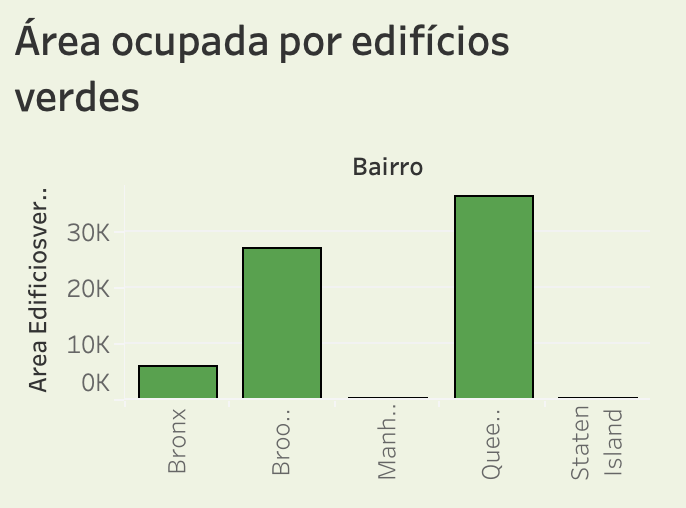 Área ocupada por edifícios
verdes
Bairro
Area Edificiosver..
30K
20K
10K
0K
Bronx
Broo..
Manh..
Quee..
Staten
Island